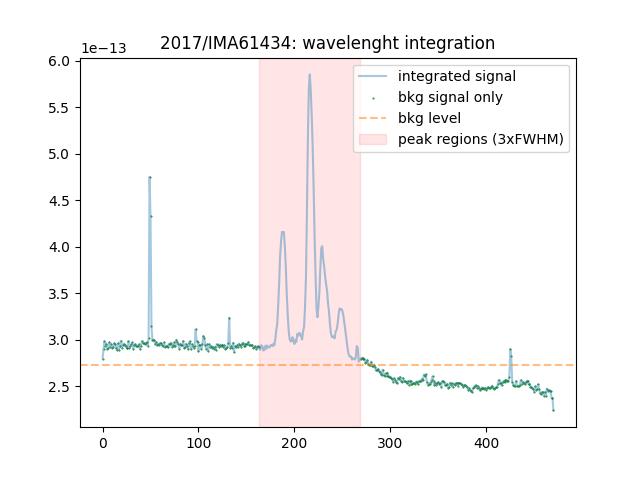 2017/IMA61434: wavelenght integration
1e−13
6.0
5.5
5.0
4.5
4.0
3.5
3.0
2.5
0 100 200 300 400
integrated signal
bkg signal only
bkg level
peak regions (3xFWHM)